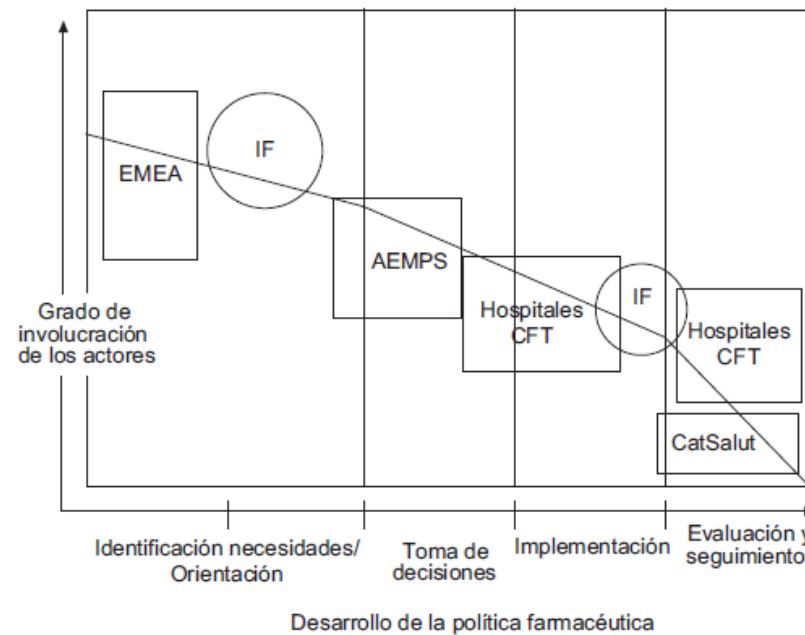 EMEA
IF
AEMPS
Hospitales
CFT
IF
Hospitales
CFT
CatSalut
Grado de
involucración
de los actores
Identificación necesidades/
Orientación
Toma de
decisiones
Implementación
Evaluación y
seguimiento
Desarrollo de la política farmacéutica